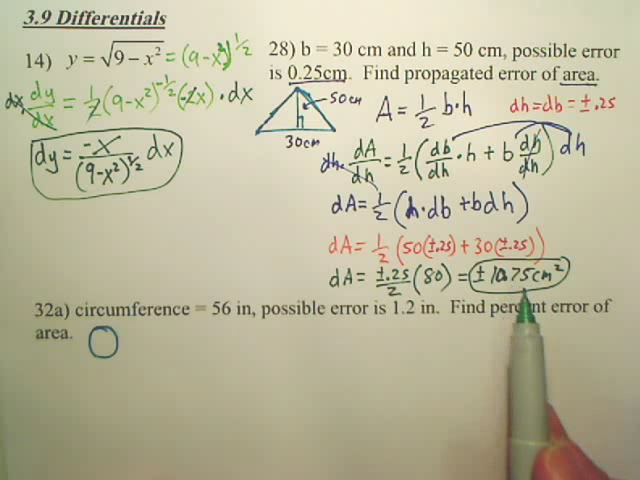 3.9 Differentials
14) y = √9 − x² = (9-x²)^1/2
dx dy/dx = 1/2 (9-x²)^-1/2 (-2x) · dx
dy = -x/(9-x²)^1/2 dx
28) b = 30 cm and h = 50 cm, possible error
is 0.25cm. Find propagated error of area.
50cm
h
30cm
A = 1/2 b·h
dh = db = ±.25
dh · dA/dh = 1/2 (db/dh · h + b dh/dh) dh
dA = 1/2 (h · db + b dh)
dA = 1/2 (50(±.25) + 30(±.25))
dA = ±.25/2 (80) = ± 10.75 cm²
32a) circumference = 56 in, possible error is 1.2 in. Find percent error of
area.